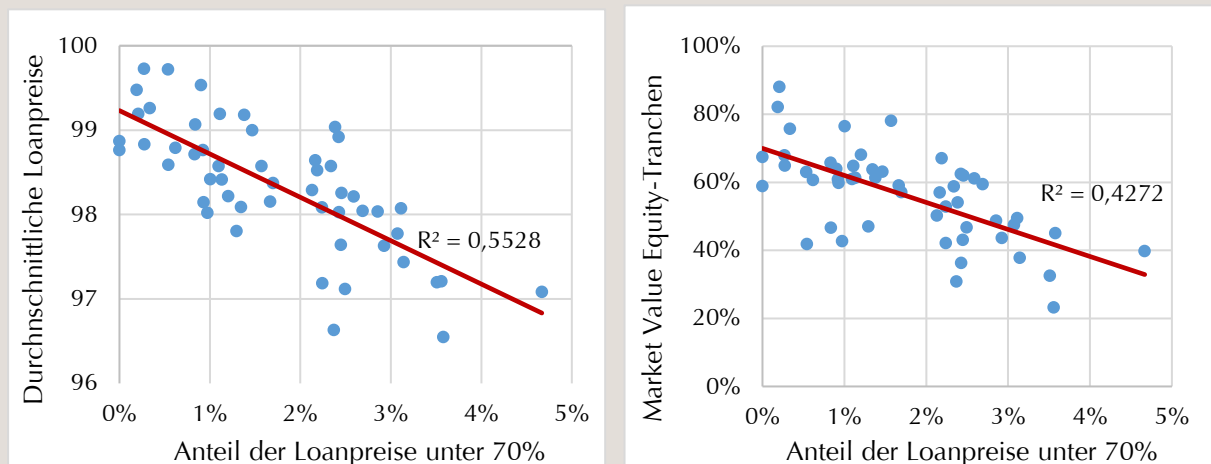 Durchnschnittliche Loanpreise
100
99
98
97
96
R² = 0,5528
0% 1% 2% 3% 4% 5%
Anteil der Loanpreise unter 70%
Market Value Equity-Tranchen
100%
80%
60%
40%
20%
0%
R² = 0,4272
0% 1% 2% 3% 4% 5%
Anteil der Loanpreise unter 70%